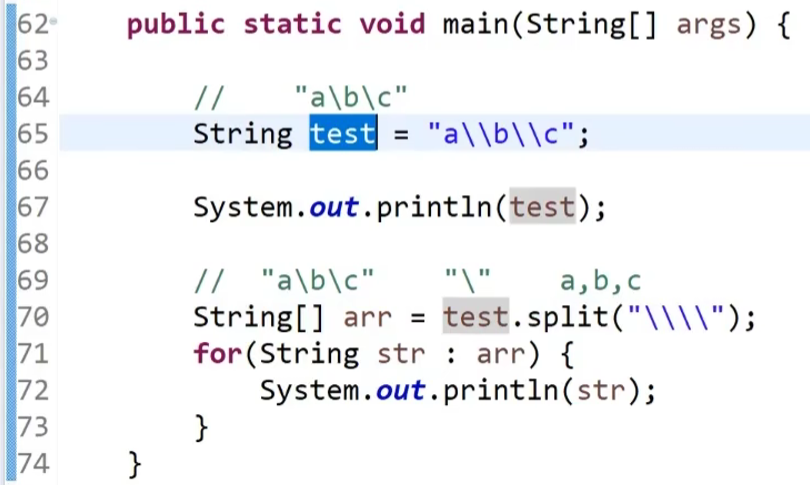 62 public static void main(String[] args) {
63
64 // "a\b\c"
65 String test = "a\\b\\c";
66
67 System.out.println(test);
68
69 // "a\b\c" "\" a,b,c
70 String[] arr = test.split("\\\\");
71 for(String str : arr) {
72 System.out.println(str);
73 }
74 }